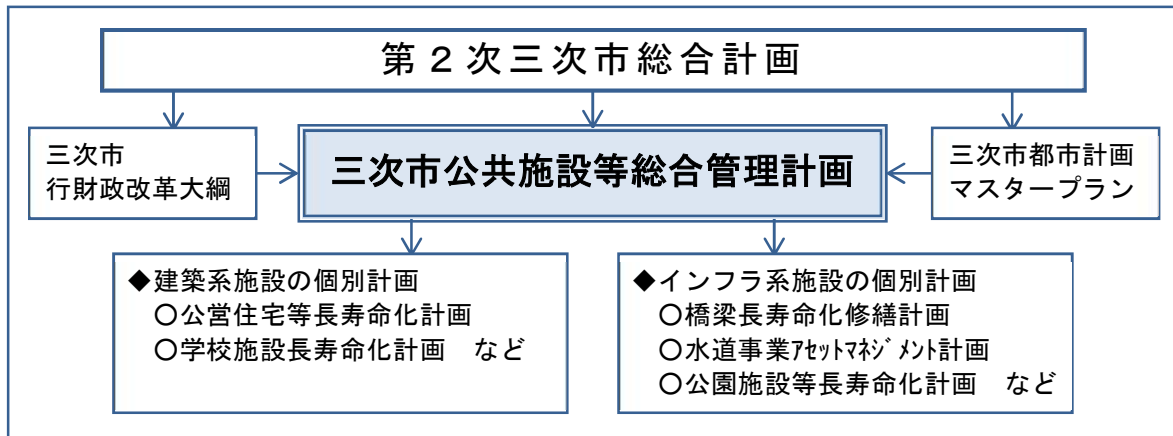 第２次三次市総合計画
三次市
行財政改革大綱
三次市公共施設等総合管理計画
三次市都市計画
マスタープラン
◆建築系施設の個別計画
○公営住宅等長寿命化計画
○学校施設長寿命化計画　など
◆インフラ系施設の個別計画
○橋梁長寿命化修繕計画
○水道事業ｱｾｯﾄﾏﾈｼﾞﾒﾝﾄ計画
○公園施設等長寿命化計画　など